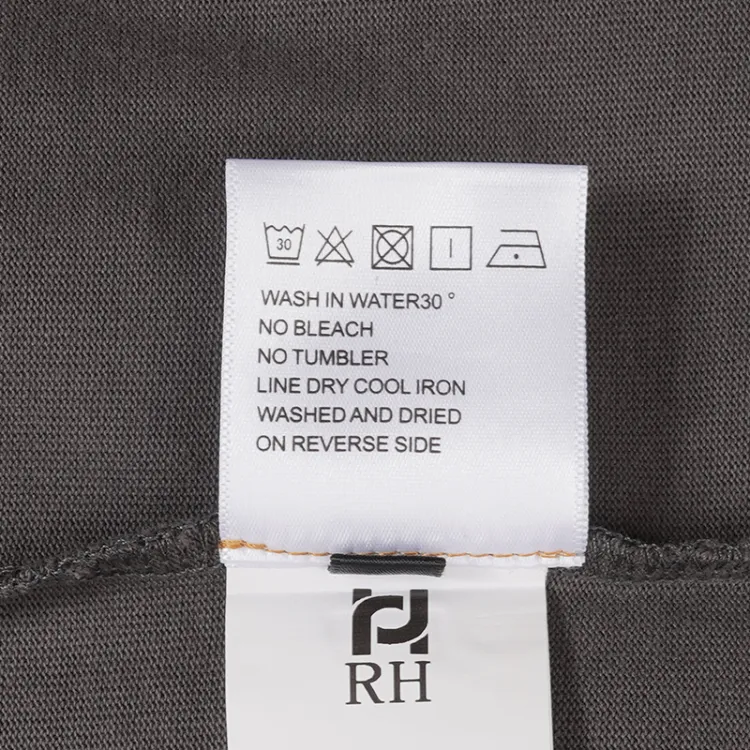 30
WASH IN WATER30 °
NO BLEACH
NO TUMBLER
LINE DRY COOL IRON
WASHED AND DRIED
ON REVERSE SIDE
RH